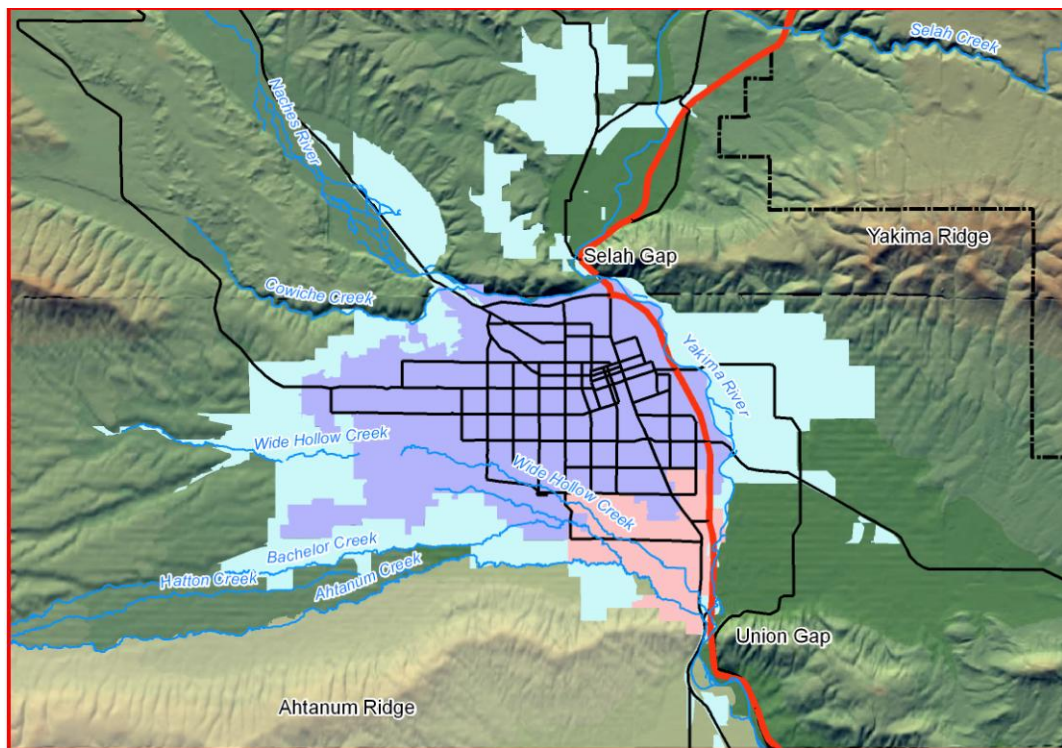 Selah Creek
Naches River
Yakima Ridge
Selah Gap
Cowiche Creek
Yakima River
Wide Hollow Creek
Wide Hollow Creek
Bachelor Creek
Hatton Creek
Ahtanum Creek
Union Gap
Ahtanum Ridge